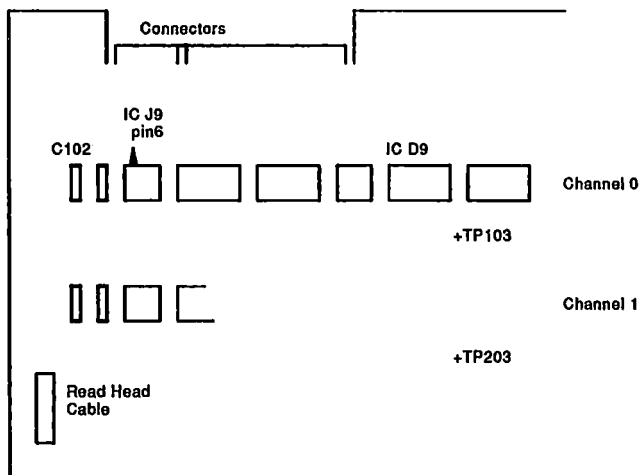 Connectors
IC J9
pin6
C102
IC D9
Channel 0
+TP103
Channel 1
+TP203
Read Head
Cable